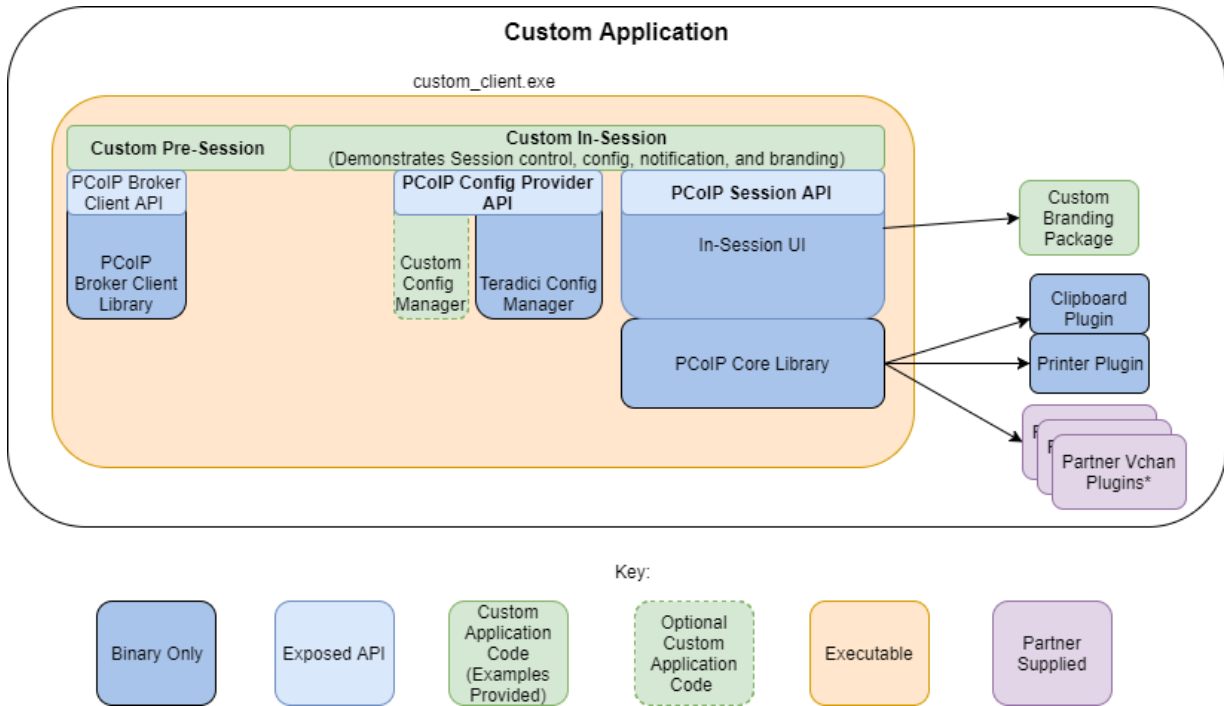 Custom Application
custom_client.exe
Custom Pre-Session
Custom In-Session
(Demonstrates Session control, config, notification, and branding)
PCoIP Broker
Client API
PCoIP Config Provider
API
PCoIP Session API
PCoIP
Broker Client
Library
Custom
Config
Manager
Teradici Config
Manager
In-Session UI
PCoIP Core Library
Custom
Branding
Package
Clipboard
Plugin
Printer Plugin
Partner Vchan
Plugins*
Key:
Binary Only
Exposed API
Custom
Application
Code
(Examples
Provided)
Optional
Custom
Application
Code
Executable
Partner
Supplied